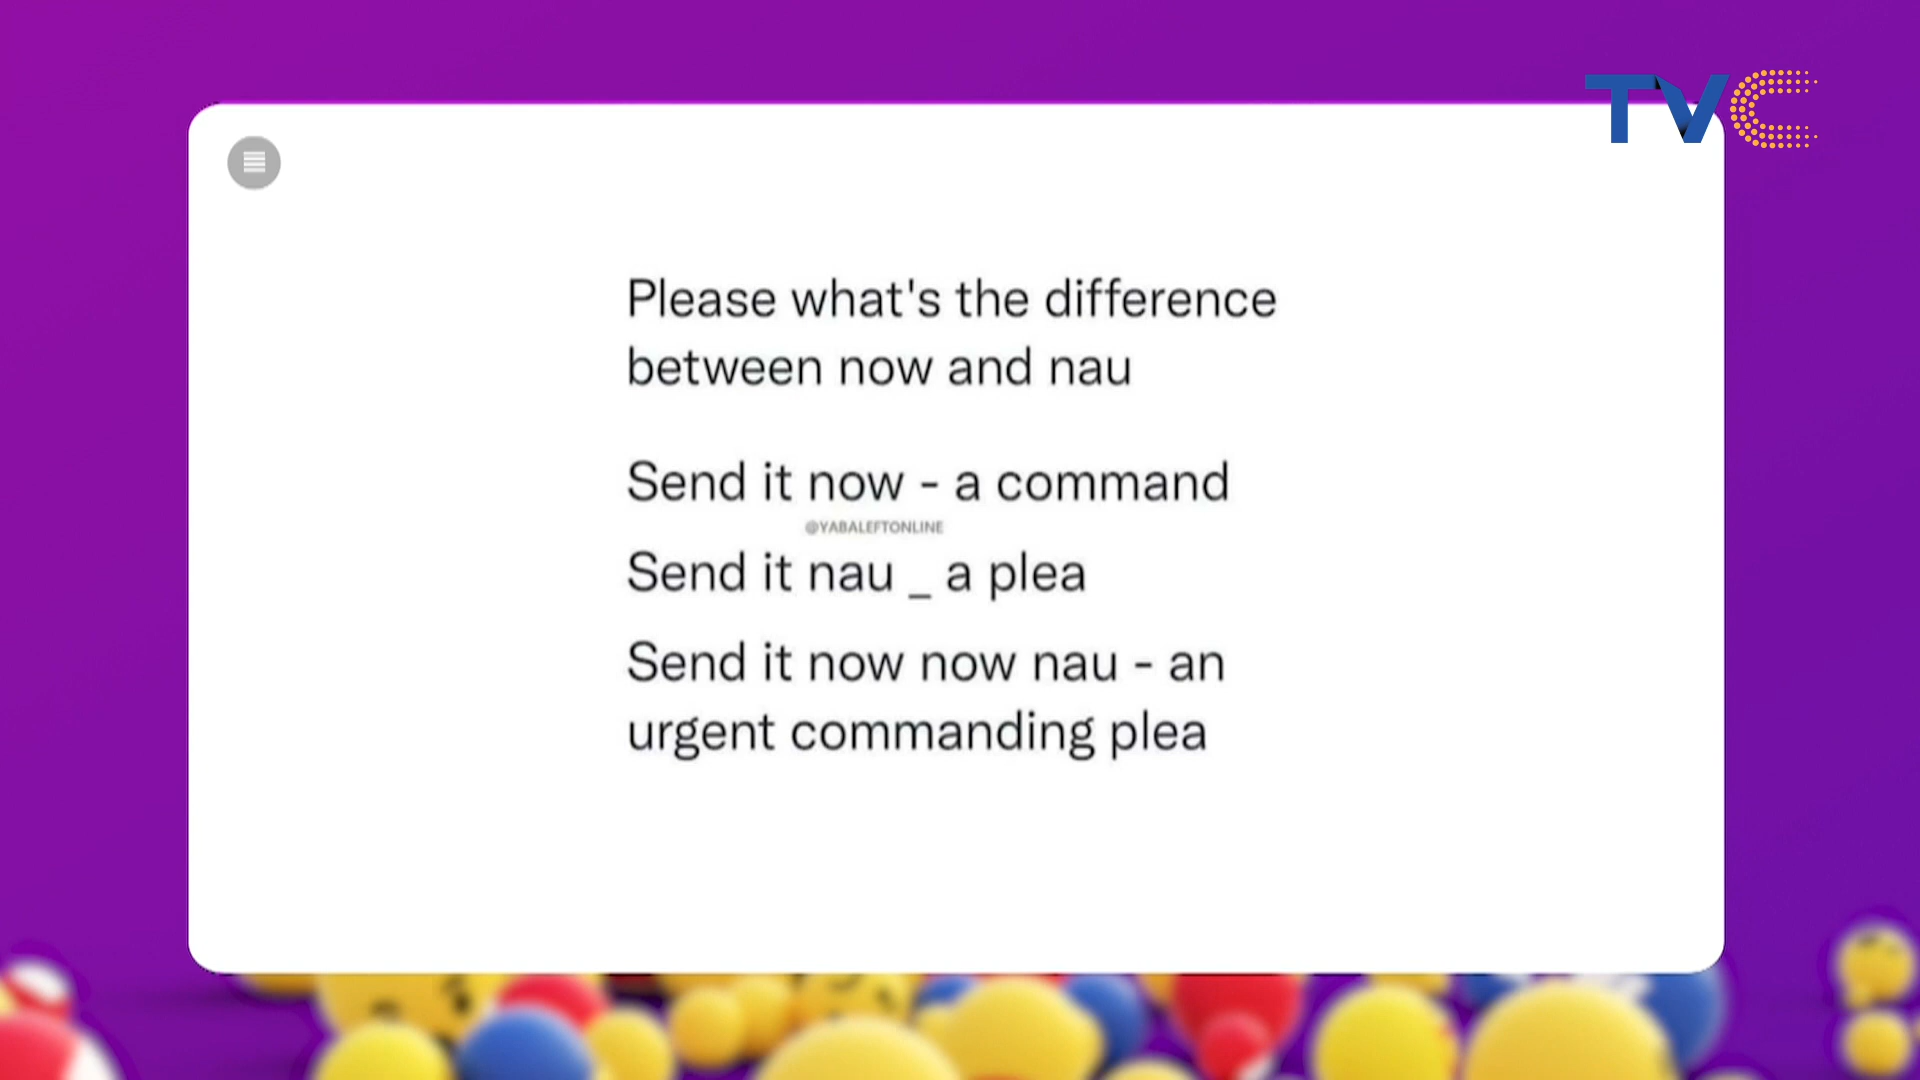 TVC
Please what's the difference
between now and nau
Send it now - a command
@YABALEFTONLINE
Send it nau _ a plea
Send it now now nau - an
urgent commanding plea